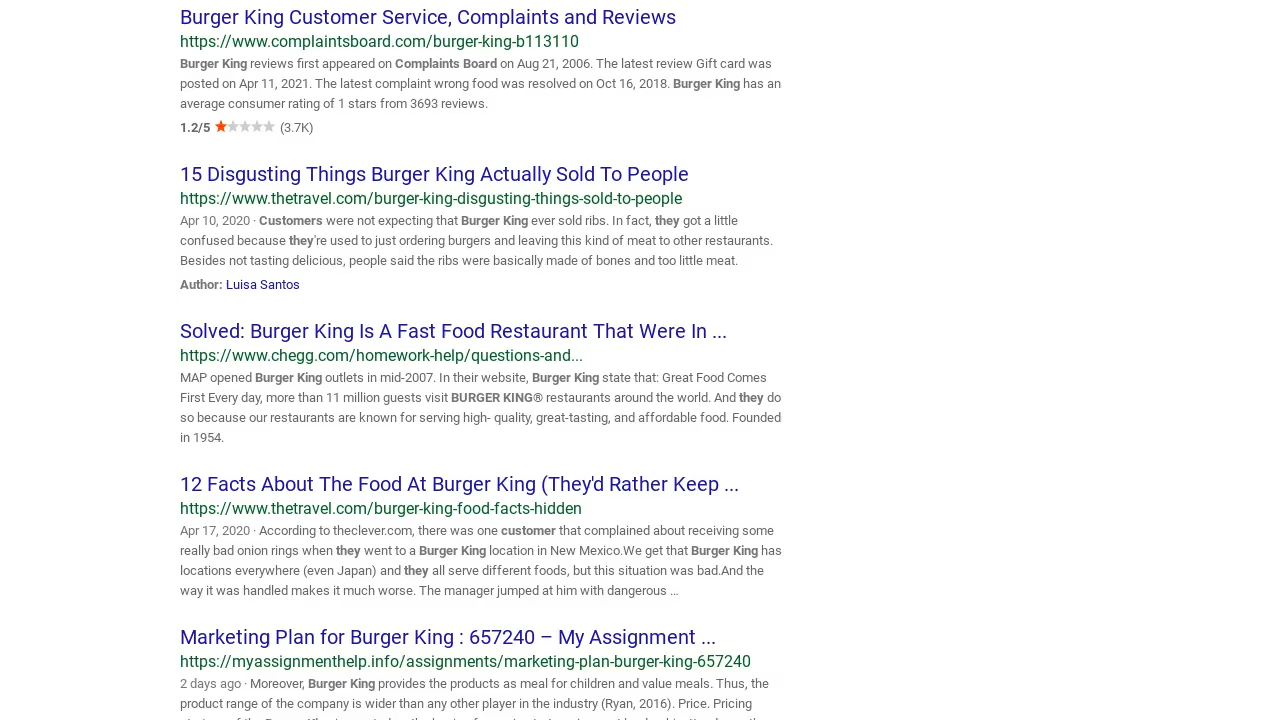 Burger King Customer Service, Complaints and Reviews
https://www.complaintsboard.com/burger-king-b113110
Burger King reviews first appeared on Complaints Board on Aug 21, 2006. The latest review Gift card was
posted on Apr 11, 2021. The latest complaint wrong food was resolved on Oct 16, 2018. Burger King has an
average consumer rating of 1 stars from 3693 reviews.
1.2/5 (3.7K)
15 Disgusting Things Burger King Actually Sold To People
https://www.thetravel.com/burger-king-disgusting-things-sold-to-people
Apr 10, 2020 · Customers were not expecting that Burger King ever sold ribs. In fact, they got a little
confused because they're used to just ordering burgers and leaving this kind of meat to other restaurants.
Besides not tasting delicious, people said the ribs were basically made of bones and too little meat.
Author: Luisa Santos
Solved: Burger King Is A Fast Food Restaurant That Were In ...
https://www.chegg.com/homework-help/questions-and...
MAP opened Burger King outlets in mid-2007. In their website, Burger King state that: Great Food Comes
First Every day, more than 11 million guests visit BURGER KING® restaurants around the world. And they do
so because our restaurants are known for serving high- quality, great-tasting, and affordable food. Founded
in 1954.
12 Facts About The Food At Burger King (They'd Rather Keep ...
https://www.thetravel.com/burger-king-food-facts-hidden
Apr 17, 2020 · According to theclever.com, there was one customer that complained about receiving some
really bad onion rings when they went to a Burger King location in New Mexico.We get that Burger King has
locations everywhere (even Japan) and they all serve different foods, but this situation was bad.And the
way it was handled makes it much worse. The manager jumped at him with dangerous …
Marketing Plan for Burger King : 657240 – My Assignment ...
https://myassignmenthelp.info/assignments/marketing-plan-burger-king-657240
2 days ago · Moreover, Burger King provides the products as meal for children and value meals. Thus, the
product range of the company is wider than any other player in the industry (Ryan, 2016). Price. Pricing